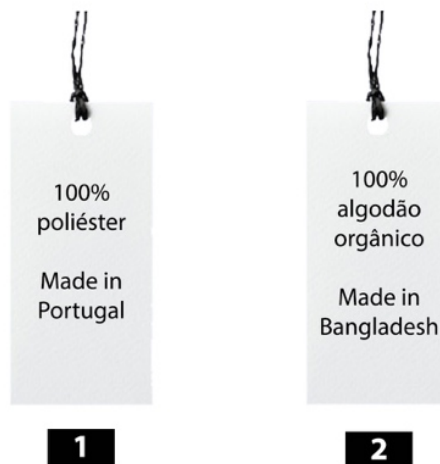 100%
poliéster
Made in
Portugal
1
100%
algodão
orgânico
Made in
Bangladesh
2